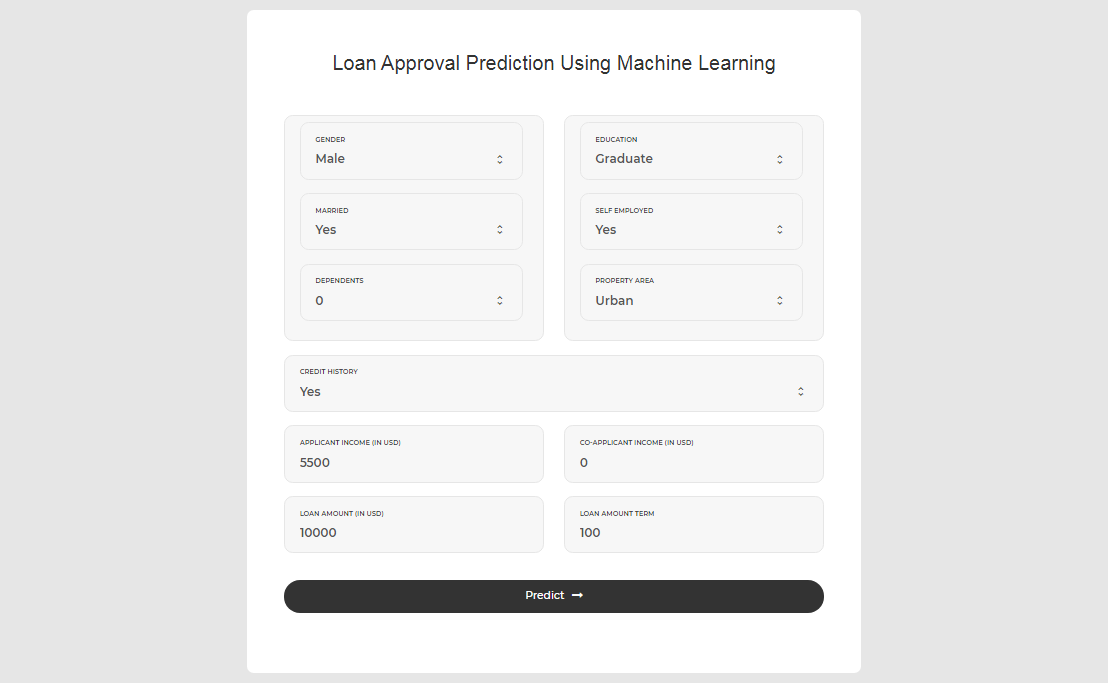 Loan Approval Prediction Using Machine Learning
GENDER
Male
MARRIED
Yes
DEPENDENTS
0
EDUCATION
Graduate
SELF EMPLOYED
Yes
PROPERTY AREA
Urban
CREDIT HISTORY
Yes
APPLICANT INCOME (IN USD)
5500
CO-APPLICANT INCOME (IN USD)
0
LOAN AMOUNT (IN USD)
10000
LOAN AMOUNT TERM
100
Predict →